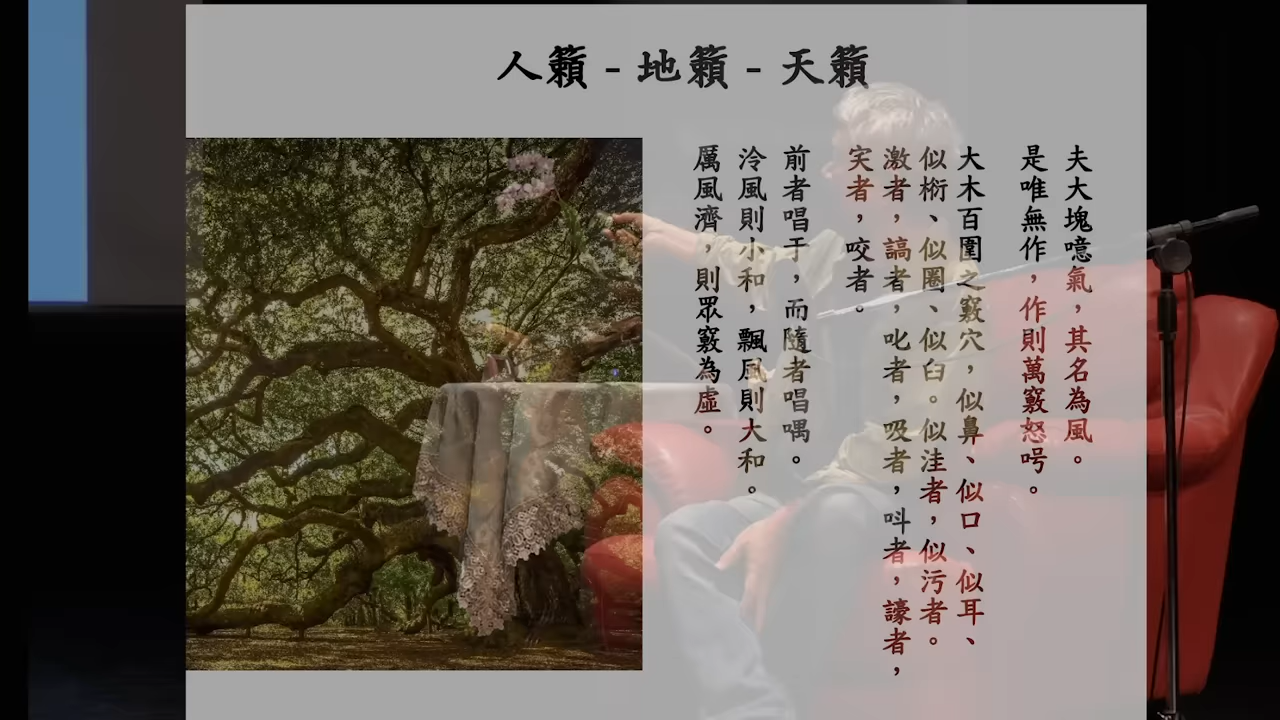 人籟 - 地籟 - 天籟
夫大塊噫氣，其名為風。
是唯無作，作則萬竅怒呺。
大木百圍之竅穴，似鼻、似口、似耳、
似枅、似圈、似臼。似洼者，似污者。
激者，謞者，叱者，吸者，叫者，譹者，
宎者，咬者。
前者唱于，而隨者唱喁。
泠風則小和，飄風則大和。
厲風濟，則眾竅為虛。